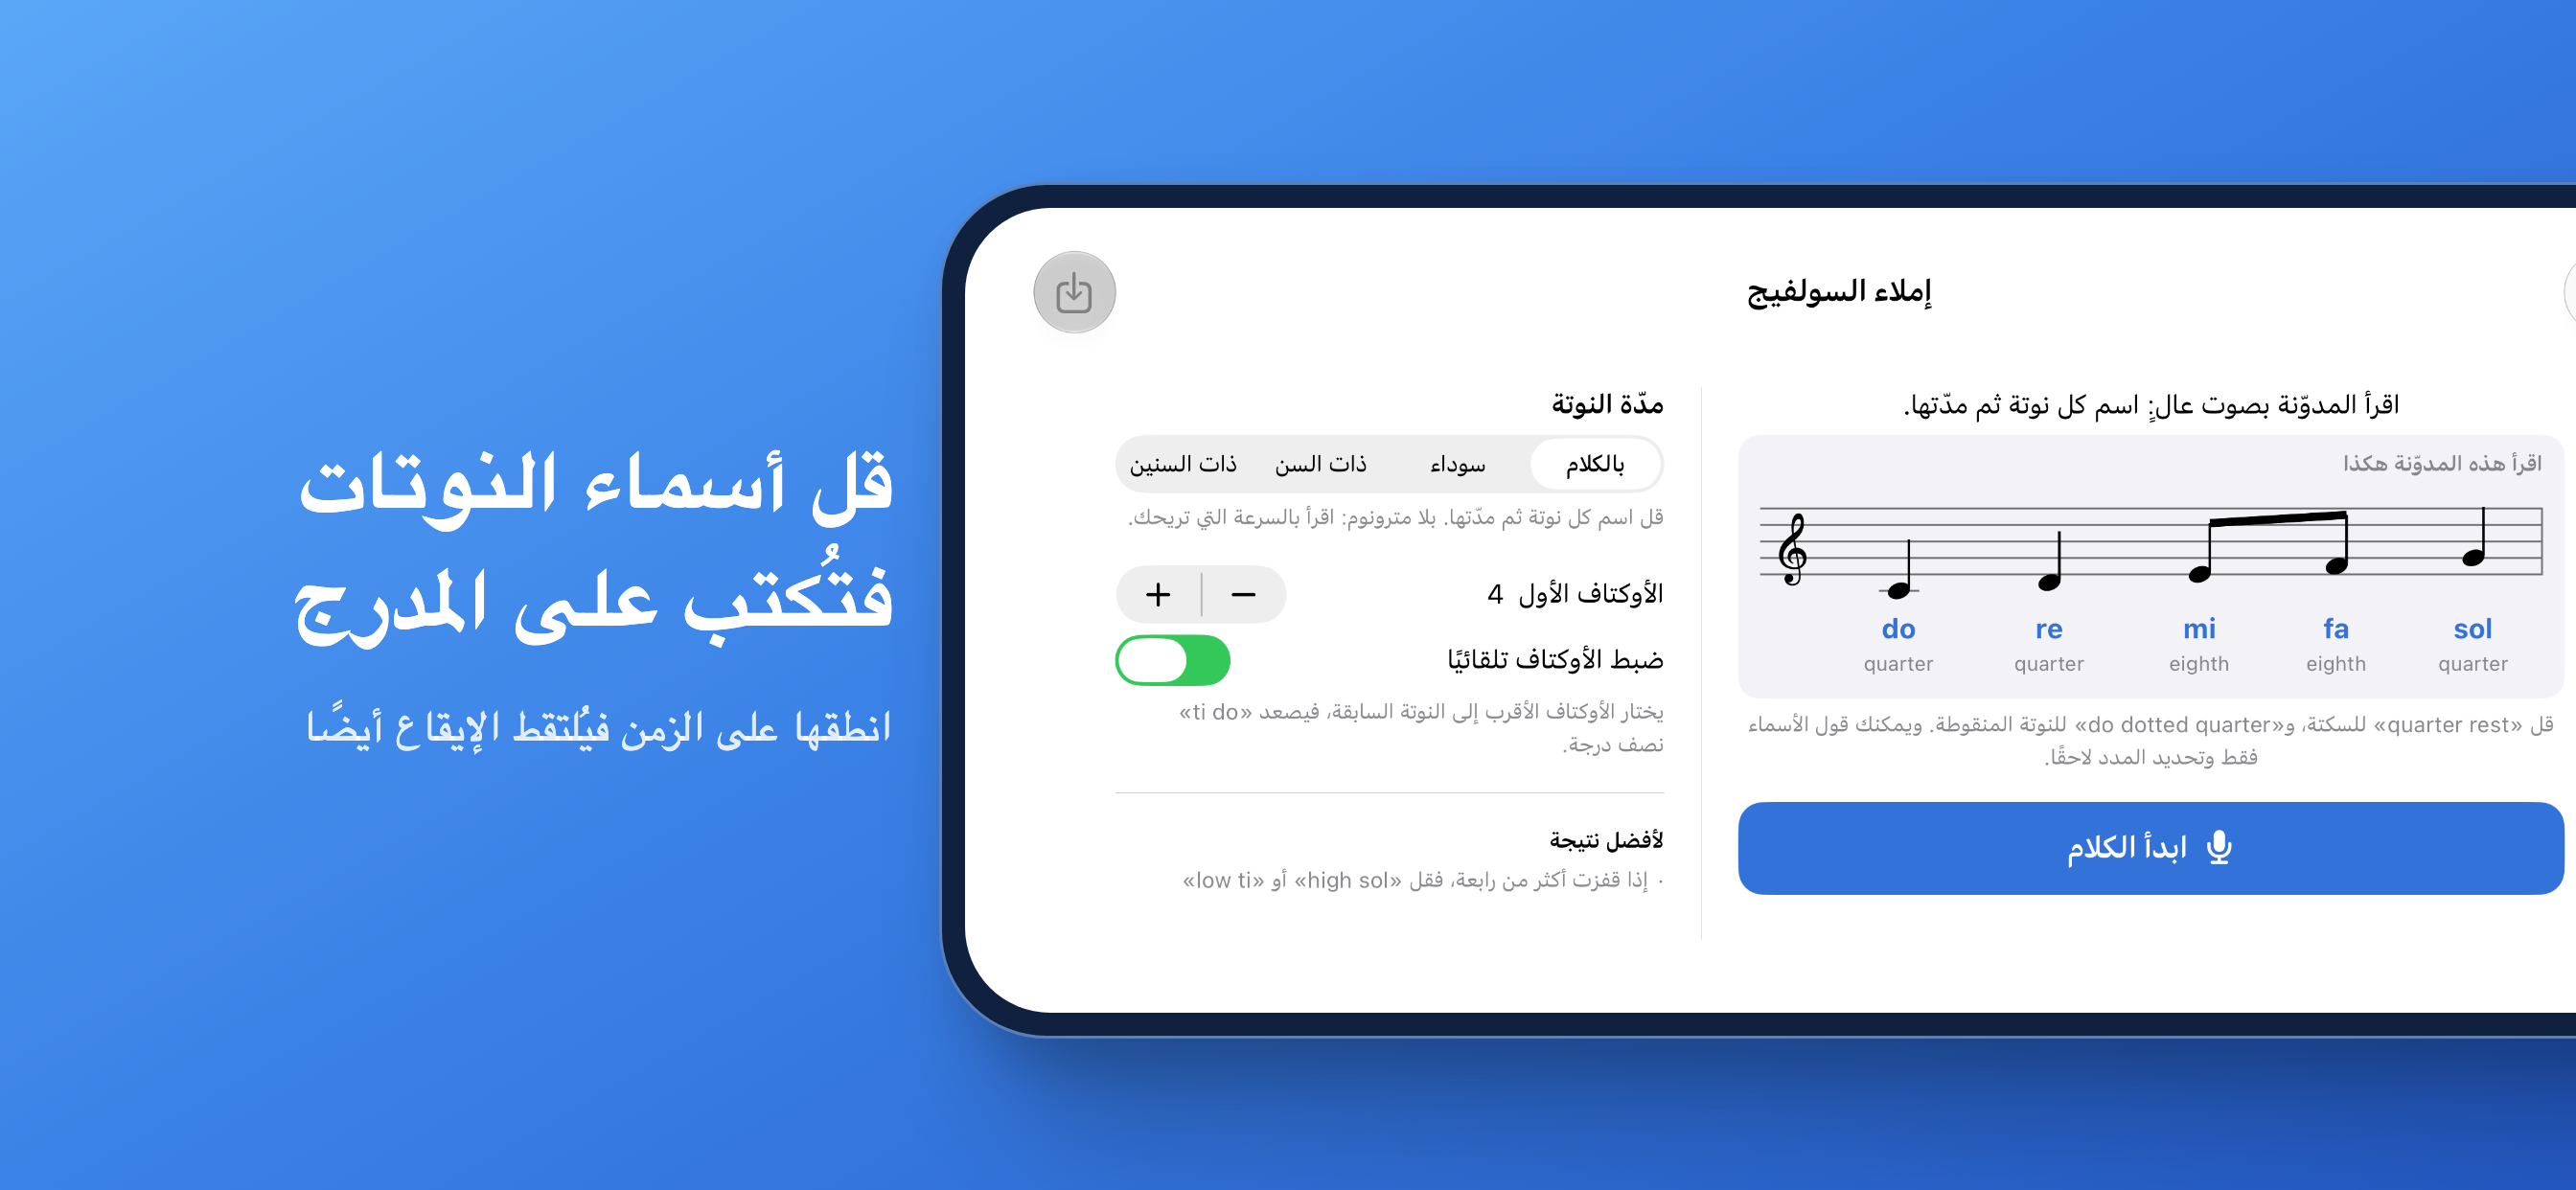 قل أسماء النوتات
فتُكتب على المدرج
انطقها على الزمن فيُلتقط الإيقاع أيضًا
إملاء السولفيج
اقرأ المدوّنة بصوت عالٍ: اسم كل نوتة ثم مدّتها.
اقرأ هذه المدوّنة هكذا
do re mi fa sol
quarter quarter eighth eighth quarter
قل «quarter rest» للسكتة، و«do dotted quarter» للنوتة المنقوطة. ويمكنك قول الأسماء
فقط وتحديد المدد لاحقًا.
ابدأ الكلام
مدّة النوتة
بالكلام سوداء ذات السن ذات السنين
قل اسم كل نوتة ثم مدّتها. بلا مترونوم: اقرأ بالسرعة التي تريحك.
الأوكتاف الأول 4
ضبط الأوكتاف تلقائيًا
يختار الأوكتاف الأقرب إلى النوتة السابقة، فيصعد «ti do»
نصف درجة.
لأفضل نتيجة
· إذا قفزت أكثر من رابعة، فقل «high sol» أو «low ti»